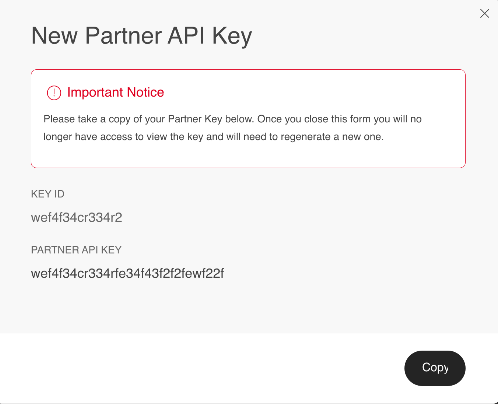 New Partner API Key
Important Notice
Please take a copy of your Partner Key below. Once you close this form you will no
longer have access to view the key and will need to regenerate a new one.
KEY ID
wef4f34cr334r2
PARTNER API KEY
wef4f34cr334rfe34f43f2f2fewf22f
Copy